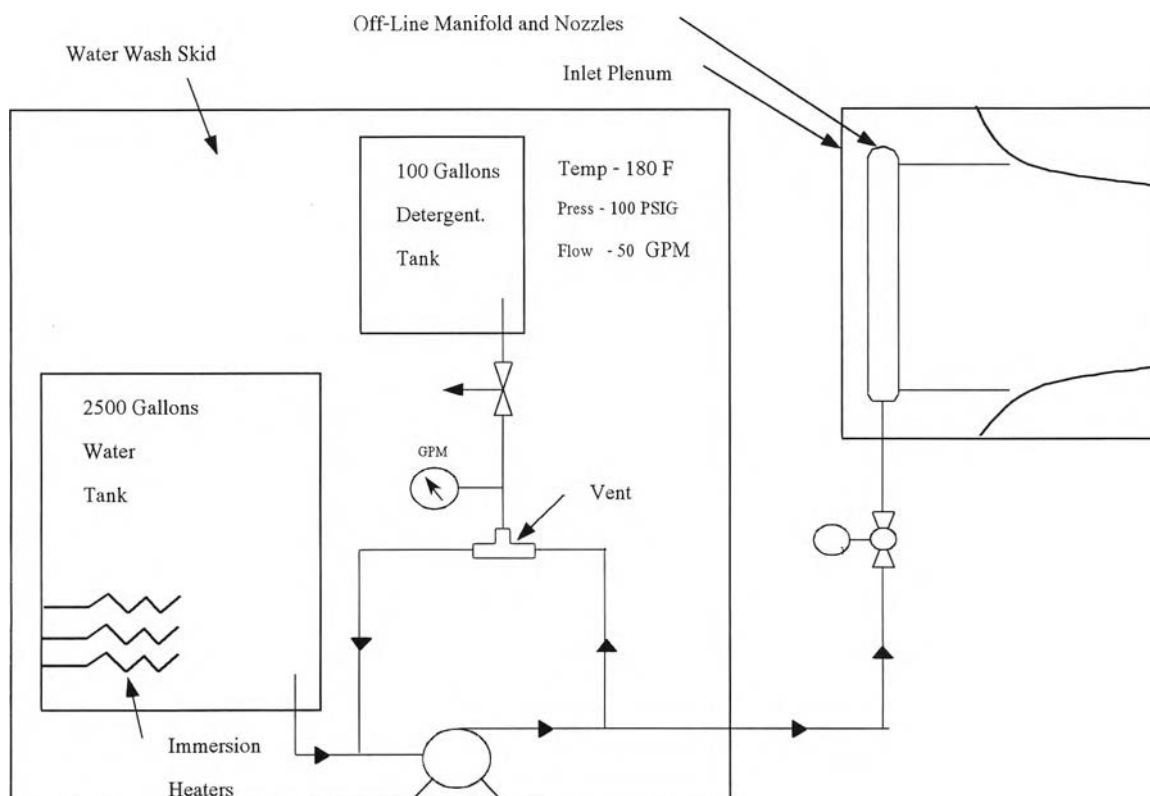 Off-Line Manifold and Nozzles
Water Wash Skid
Inlet Plenum
100 Gallons
Detergent.
Tank
Temp - 180 F
Press - 100 PSIG
Flow - 50 GPM
2500 Gallons
Water
Tank
GPM
Vent
Immersion
Heaters